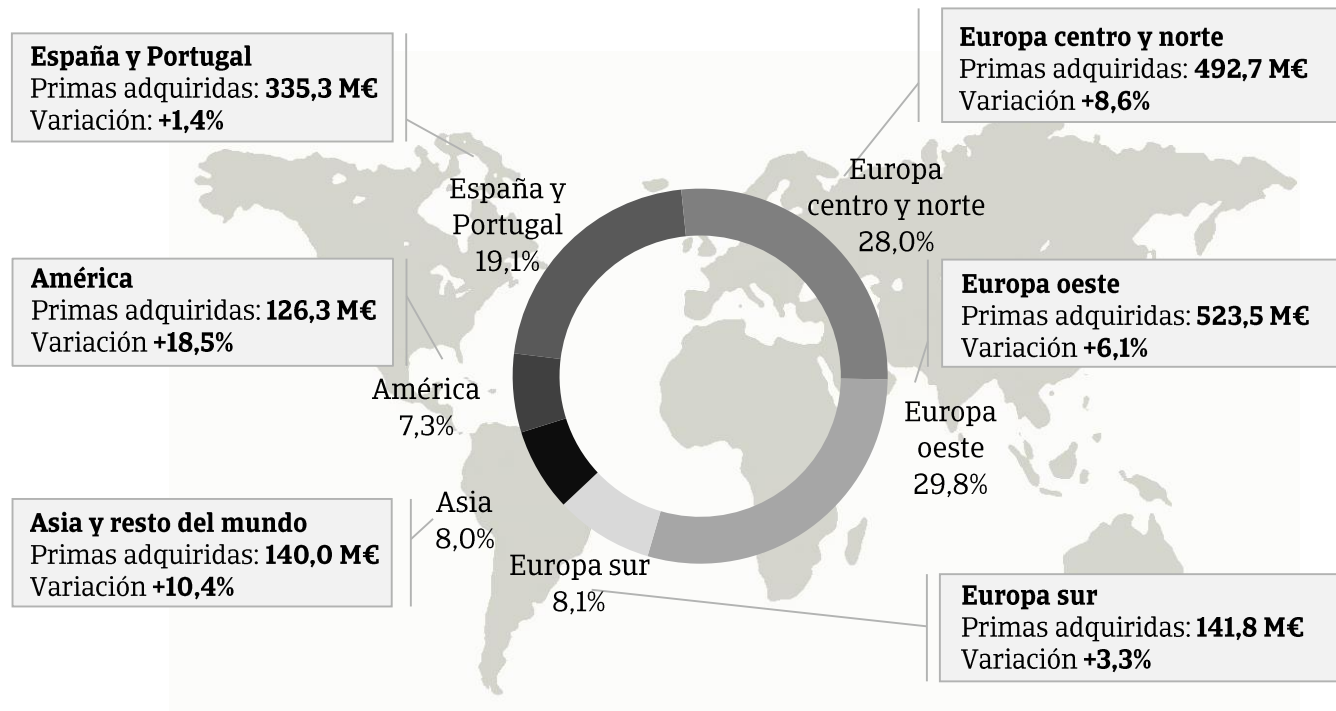 España y Portugal
Primas adquiridas: 335,3 M€
Variación: +1,4%
Europa centro y norte
Primas adquiridas: 492,7 M€
Variación +8,6%
España y
Portugal
19,1%
Europa
centro y norte
28,0%
América
Primas adquiridas: 126,3 M€
Variación +18,5%
Europa oeste
Primas adquiridas: 523,5 M€
Variación +6,1%
América
7,3%
Europa
oeste
29,8%
Asia y resto del mundo
Primas adquiridas: 140,0 M€
Variación +10,4%
Asia
8,0%
Europa sur
8,1%
Europa sur
Primas adquiridas: 141,8 M€
Variación +3,3%